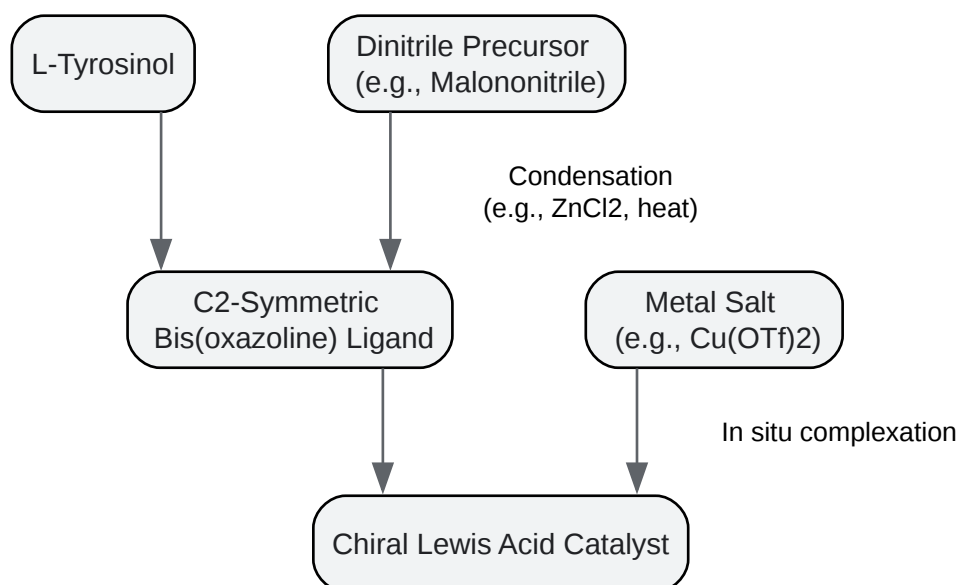 L-Tyrosinol
Dinitrile Precursor
(e.g., Malononitrile)
Condensation
(e.g., ZnCl2, heat)
C2-Symmetric
Bis(oxazoline) Ligand
Metal Salt
(e.g., Cu(OTf)2)
In situ complexation
Chiral Lewis Acid Catalyst